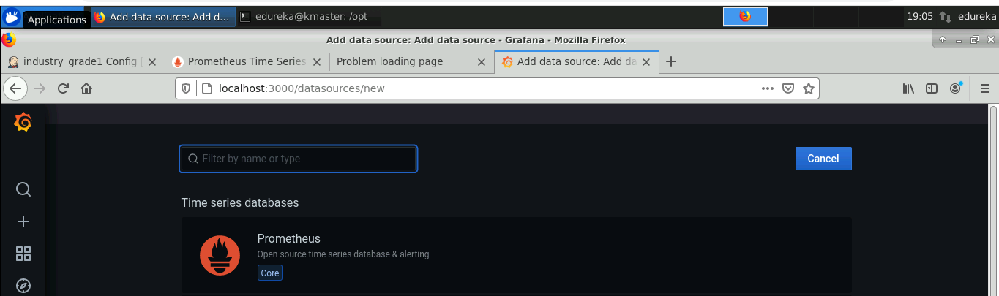 Applications
Add data source: Add d...
edureka@kmaster: /opt
19:05
edureka
Add data source: Add data source - Grafana - Mozilla Firefox
industry_grade1 Config [
Prometheus Time Series
Problem loading page
Add data source: Add da
localhost:3000/datasources/new
Filter by name or type
Cancel
Time series databases
Prometheus
Open source time series database & alerting
Core